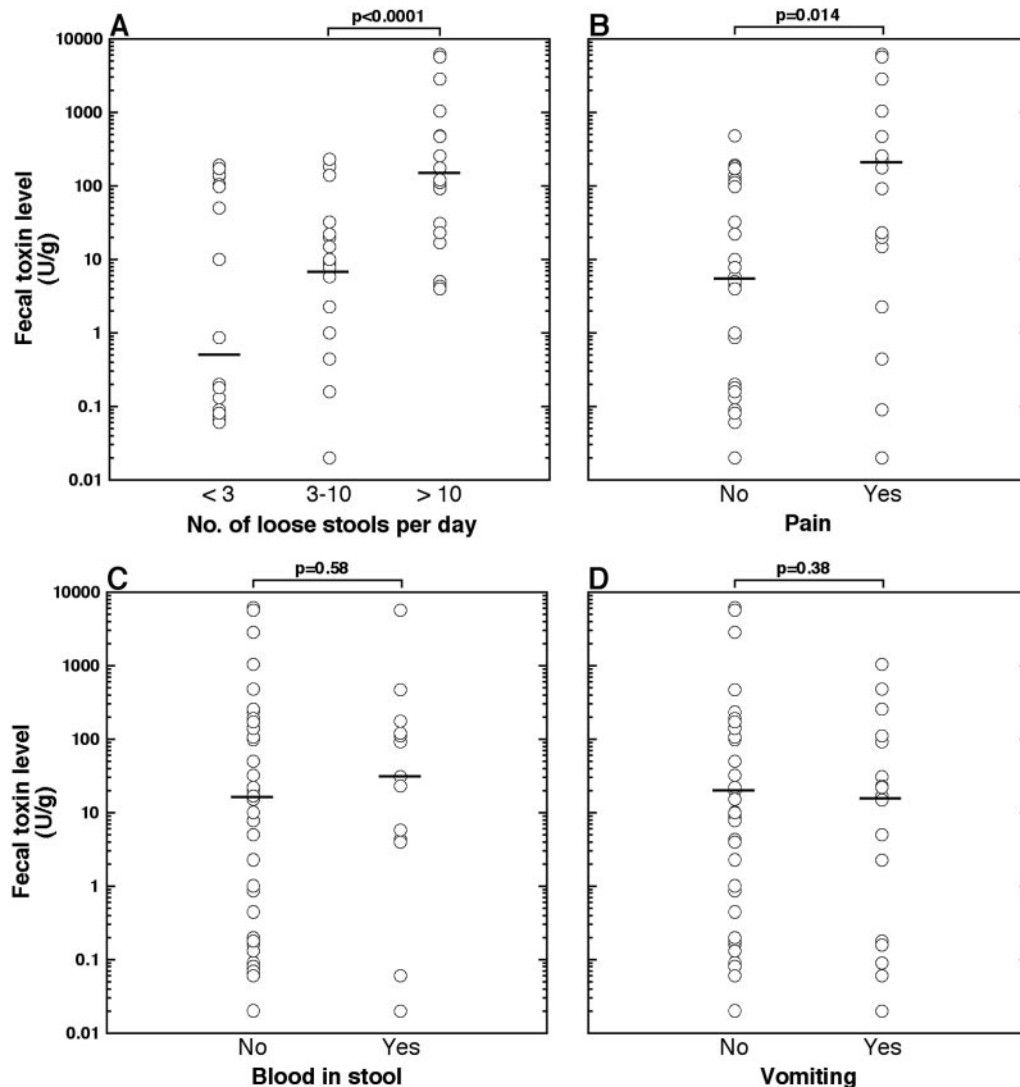 A
p<0.0001
10000
1000
100
10
1
0.1
0.01
Fecal toxin level
(U/g)
< 3 3-10 > 10
No. of loose stools per day
B
p=0.014
No Yes
Pain
C
p=0.58
10000
1000
100
10
1
0.1
0.01
Fecal toxin level
(U/g)
No Yes
Blood in stool
D
p=0.38
No Yes
Vomiting